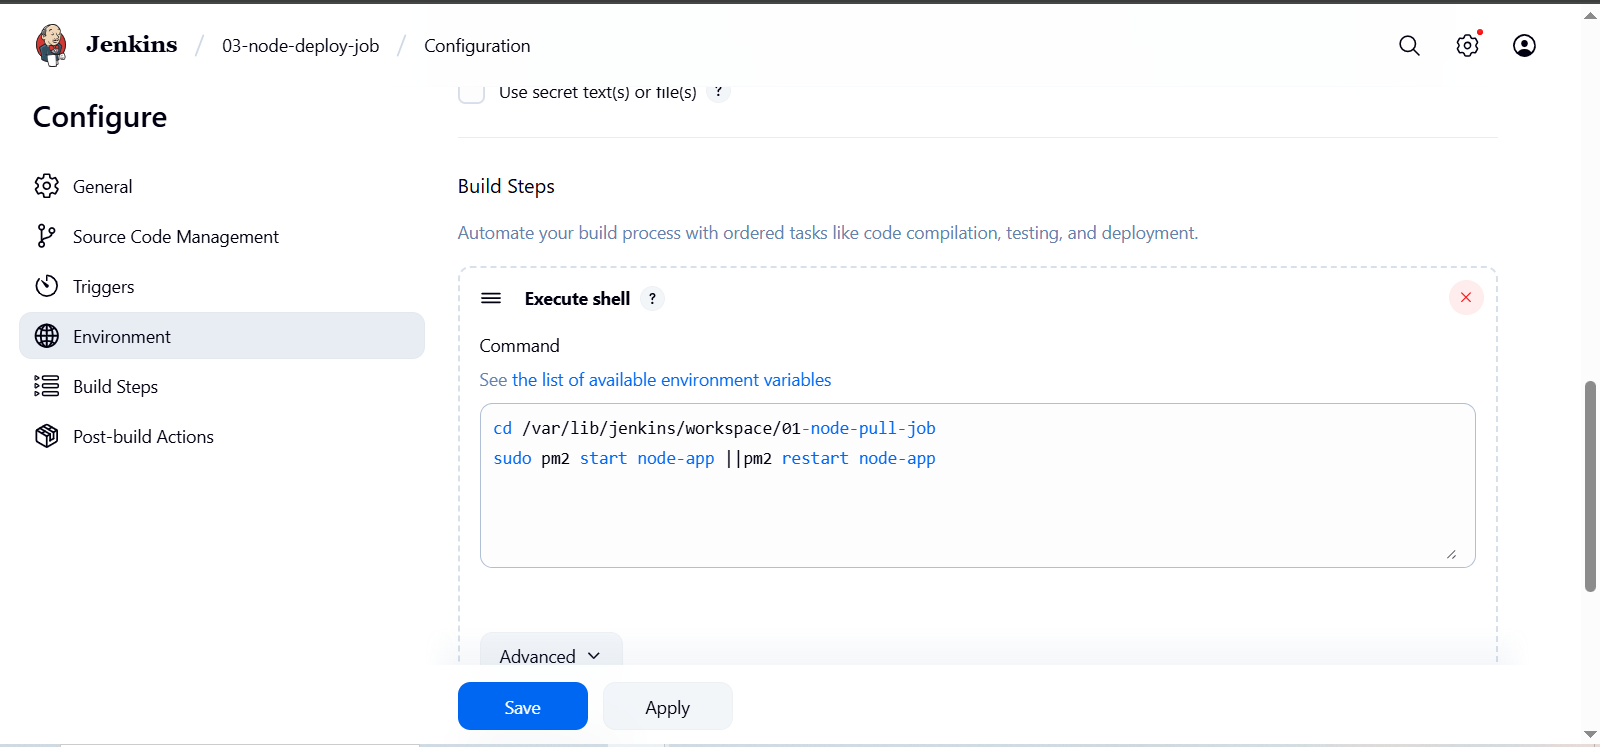 Jenkins / 03-node-deploy-job / Configuration
Configure
General
Source Code Management
Triggers
Environment
Build Steps
Post-build Actions
Use secret text(s) or file(s) ?
Build Steps
Automate your build process with ordered tasks like code compilation, testing, and deployment.
Execute shell ?
Command
See the list of available environment variables
cd /var/lib/jenkins/workspace/01-node-pull-job
sudo pm2 start node-app ||pm2 restart node-app
Advanced
Save Apply